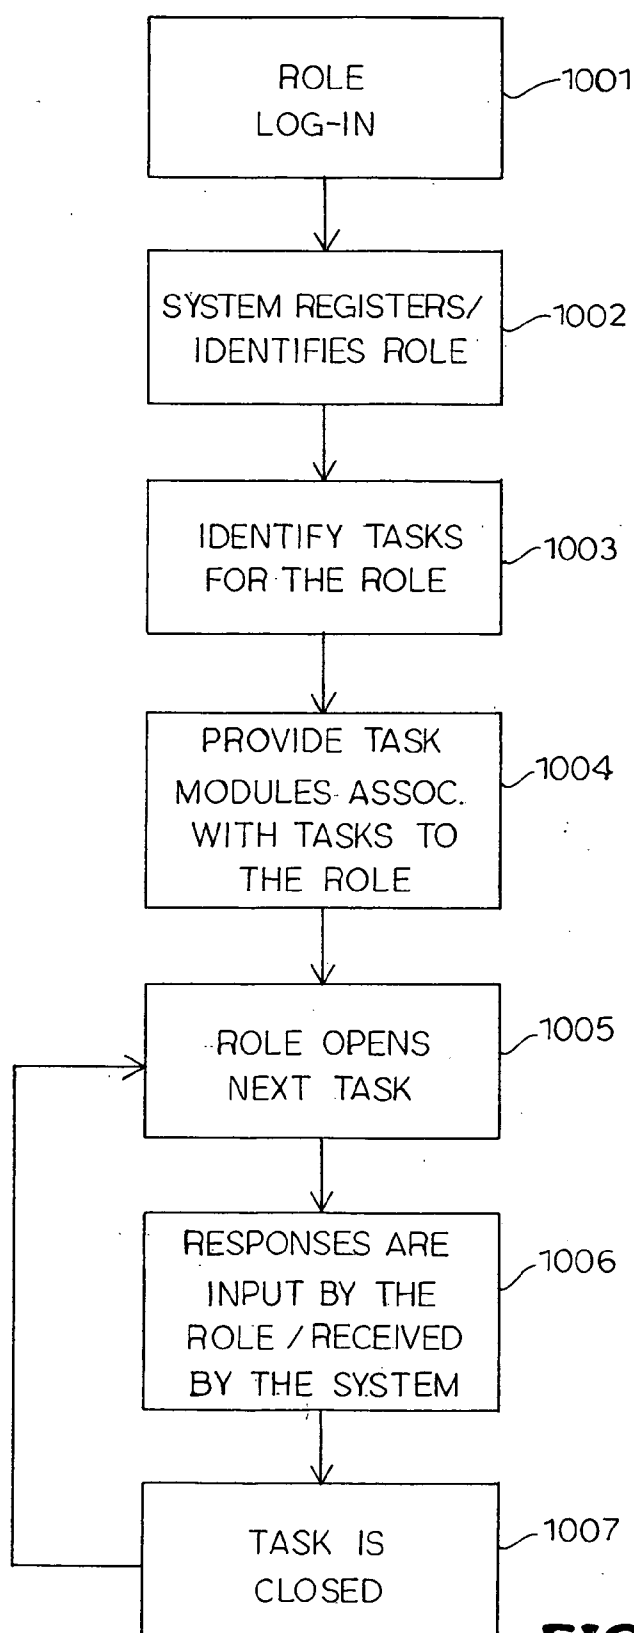 ROLE
LOG-IN
1001
SYSTEM REGISTERS/
IDENTIFIES ROLE
1002
IDENTIFY TASKS
FOR THE ROLE
1003
PROVIDE TASK
MODULES ASSOC.
WITH TASKS TO
THE ROLE
1004
ROLE OPENS
NEXT TASK
1005
RESPONSES ARE
INPUT BY THE
ROLE / RECEIVED
BY THE SYSTEM
1006
TASK IS
CLOSED
1007